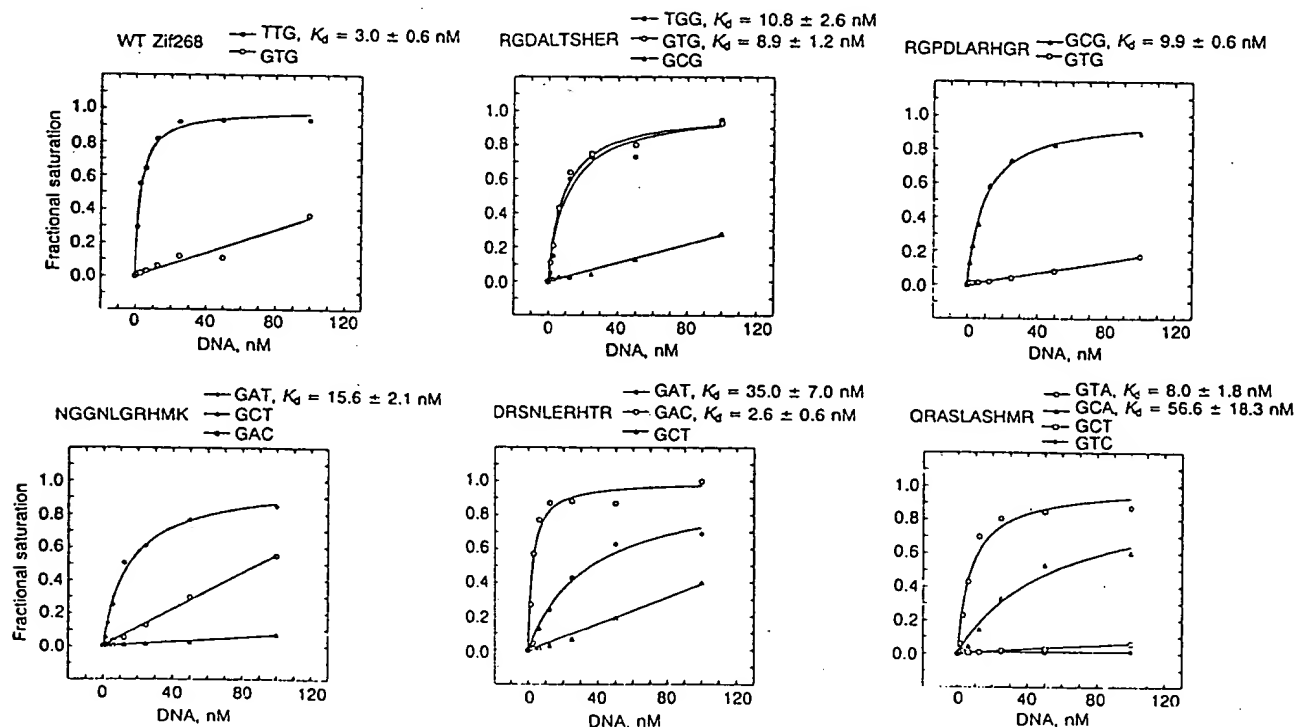 WT Zif268
TTG, Kd = 3.0 ± 0.6 nM
GTG
Fractional saturation
1.0
0.8
0.6
0.4
0.2
0.0
0 40 80 120
DNA, nM
RGDALTSHER
TGG, Kd = 10.8 ± 2.6 nM
GTG, Kd = 8.9 ± 1.2 nM
GCG
1.0
0.8
0.6
0.4
0.2
0.0
0 40 80 120
DNA, nM
RGPDLARHGR
GCG, Kd = 9.9 ± 0.6 nM
GTG
1.0
0.8
0.6
0.4
0.2
0.0
0 40 80 120
DNA, nM
NGGNLGRHMK
GAT, Kd = 15.6 ± 2.1 nM
GCT
GAC
Fractional saturation
1.0
0.8
0.6
0.4
0.2
0.0
0 40 80 120
DNA, nM
DRSNLERHTR
GAT, Kd = 35.0 ± 7.0 nM
GAC, Kd = 2.6 ± 0.6 nM
GCT
1.0
0.8
0.6
0.4
0.2
0.0
0 40 80 120
DNA, nM
QRASLASHMR
GTA, Kd = 8.0 ± 1.8 nM
GCA, Kd = 56.6 ± 18.3 nM
GCT
GTC
1.0
0.8
0.6
0.4
0.2
0.0
0 40 80 120
DNA, nM